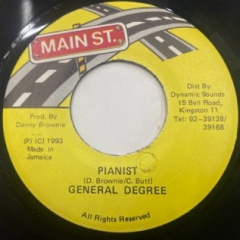 MAIN ST.,
Prod. By
Danny Brownie
Dist By
Dynamic Sounds
15 Bell Road,
Kingston 11
Tel: 92-39138/
39168
(P) (C) 1993
Made in
Jamaica
PIANIST
(D. Brownie/C. Butt)
GENERAL DEGREE
All Rights Reserved